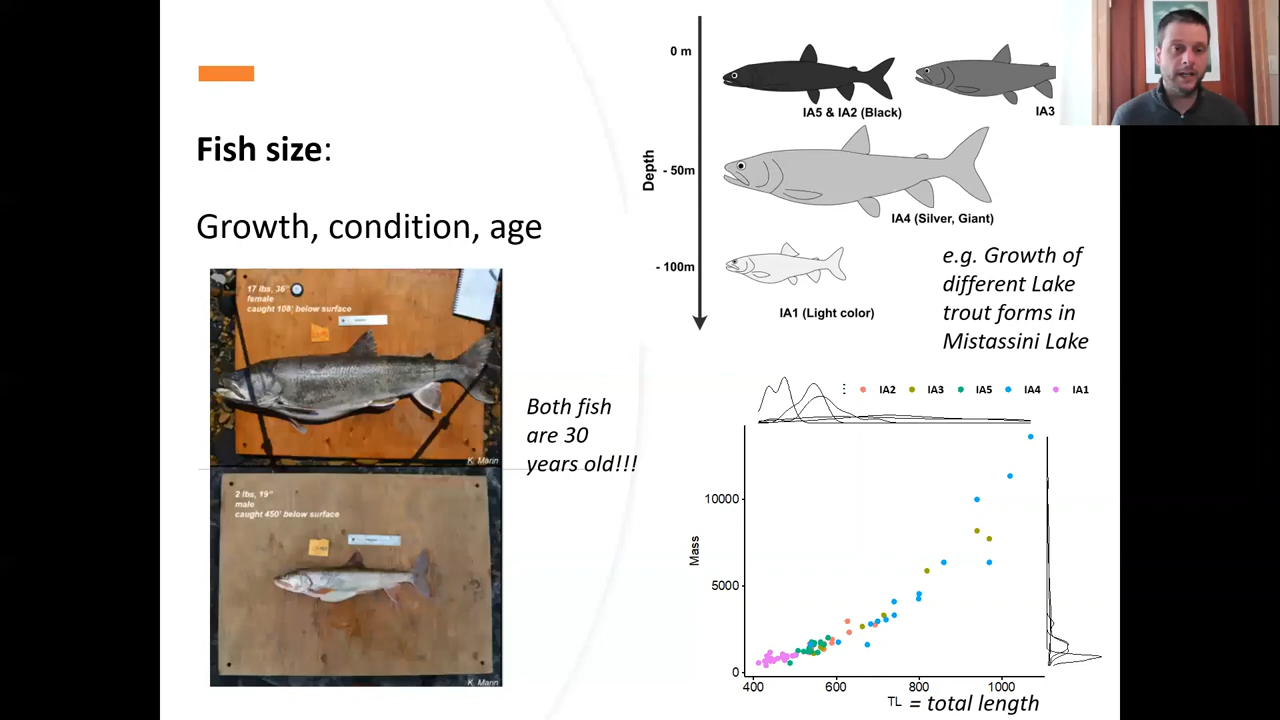 Fish size:
Growth, condition, age
17 lbs, 36"
female
caught 108' below surface
K. Marin
2 lbs, 19"
male
caught 450' below surface
K. Marin
Both fish
are 30
years old!!!
Depth
0 m
- 50m
- 100m
IA5 & IA2 (Black)
IA3
IA4 (Silver, Giant)
IA1 (Light color)
e.g. Growth of
different Lake
trout forms in
Mistassini Lake
IA2 IA3 IA5 IA4 IA1
Mass
10000
5000
0
400 600 800 1000
TL = total length